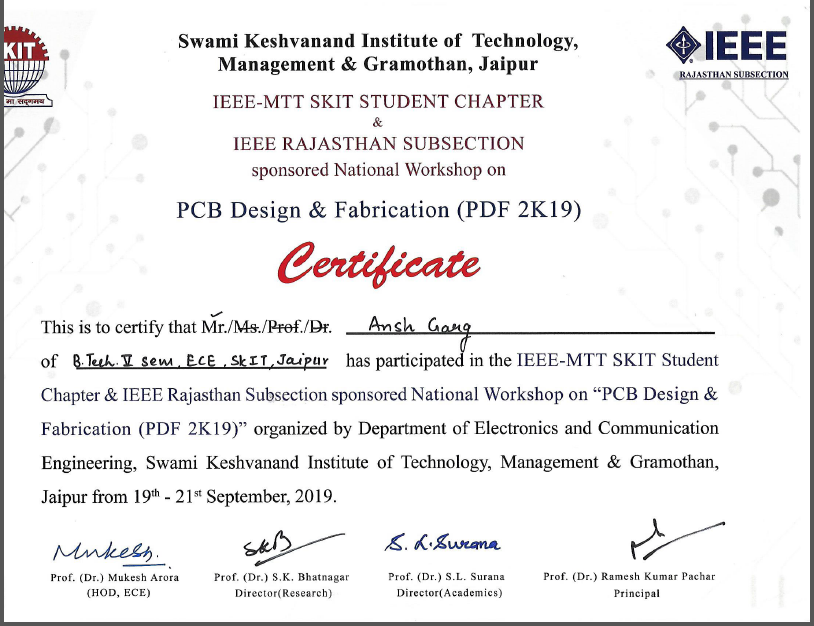 Swami Keshvanand Institute of Technology,
Management & Gramothan, Jaipur
KIT
मा सद्गमय
IEEE
RAJASTHAN SUBSECTION
IEEE-MTT SKIT STUDENT CHAPTER
&
IEEE RAJASTHAN SUBSECTION
sponsored National Workshop on
PCB Design & Fabrication (PDF 2K19)
Certificate
This is to certify that Mr./Ms./Prof./Dr. Ansh Garg
of B.Tech. V sem, ECE, SKIT, Jaipur has participated in the IEEE-MTT SKIT Student
Chapter & IEEE Rajasthan Subsection sponsored National Workshop on “PCB Design &
Fabrication (PDF 2K19)” organized by Department of Electronics and Communication
Engineering, Swami Keshvanand Institute of Technology, Management & Gramothan,
Jaipur from 19th - 21st September, 2019.
Mukesh. SKB S. L. Surana
Prof. (Dr.) Mukesh Arora Prof. (Dr.) S.K. Bhatnagar Prof. (Dr.) S.L. Surana Prof. (Dr.) Ramesh Kumar Pachar
(HOD, ECE) Director(Research) Director(Academics) Principal